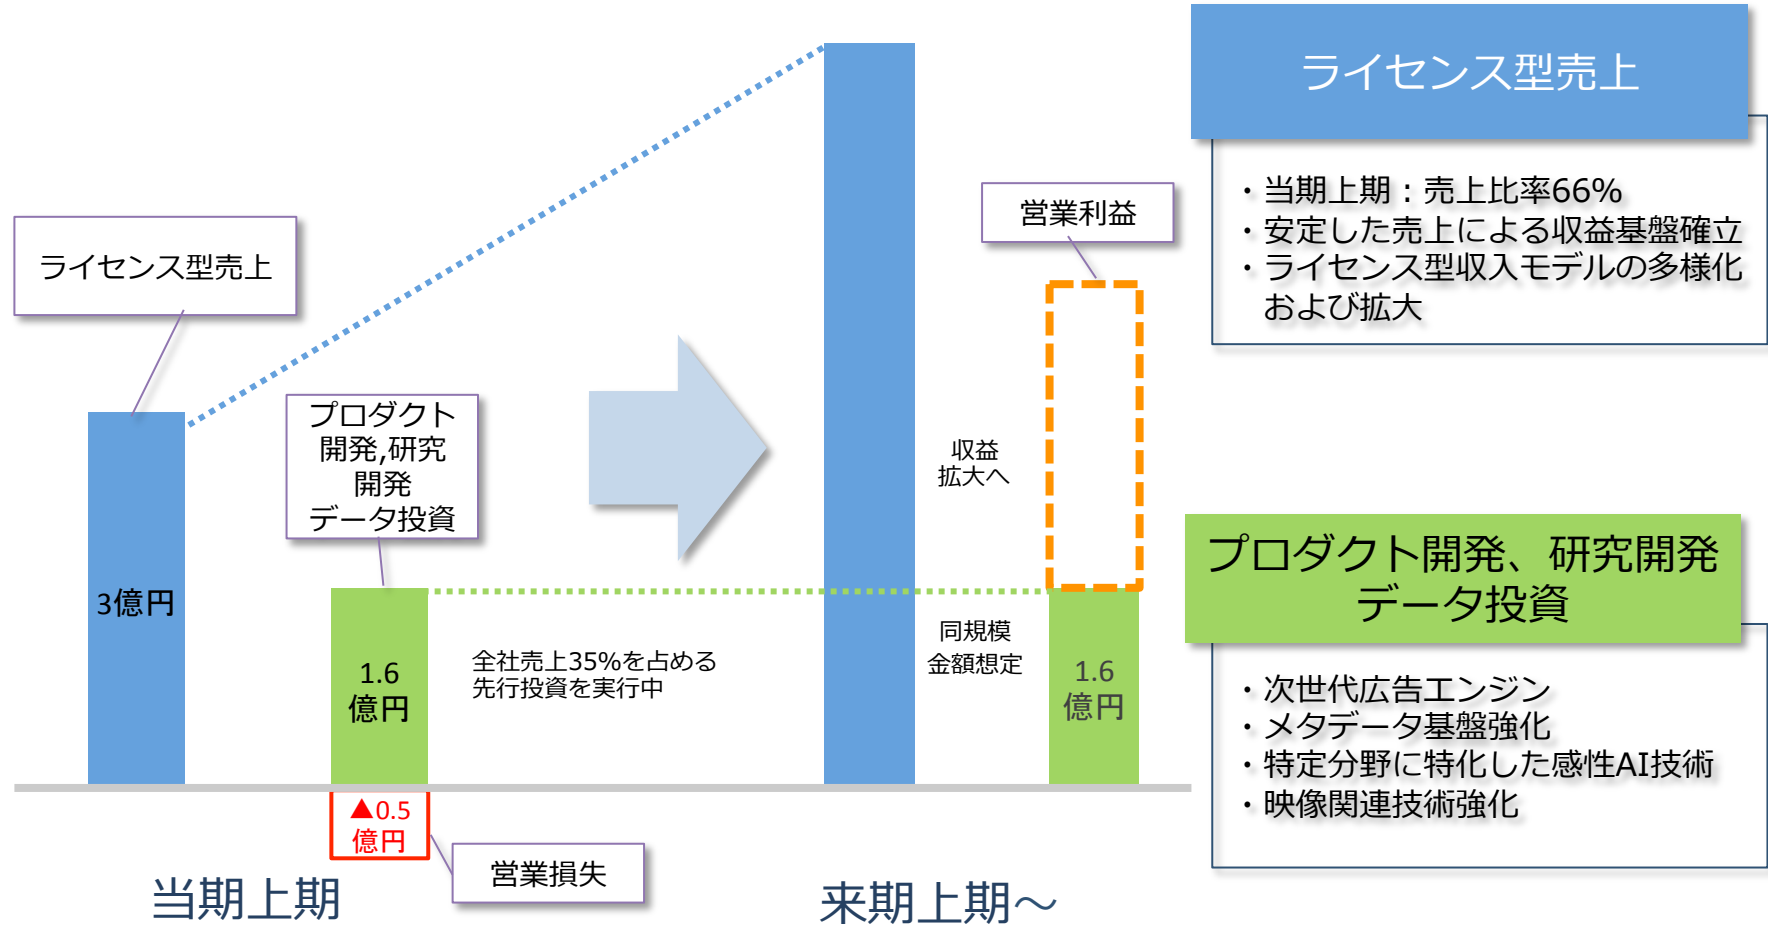 ライセンス型売上
3億円
プロダクト
開発,研究
開発
データ投資
1.6
億円
全社売上35%を占める
先行投資を実行中
▲0.5
億円
営業損失
当期上期
営業利益
収益
拡大へ
同規模
金額想定
1.6
億円
来期上期～
ライセンス型売上
・当期上期：売上比率66%
・安定した売上による収益基盤確立
・ライセンス型収入モデルの多様化
および拡大
プロダクト開発、研究開発
データ投資
・次世代広告エンジン
・メタデータ基盤強化
・特定分野に特化した感性AI技術
・映像関連技術強化